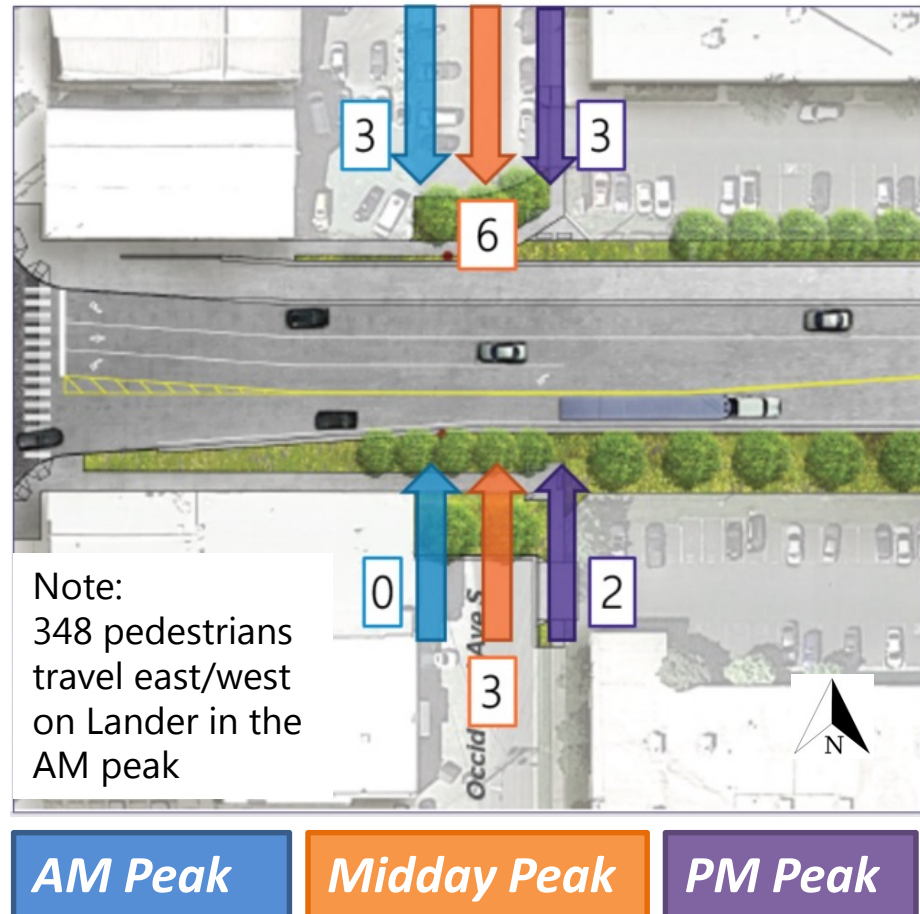 3
3
6
0
2
3
Occid
Ave S
Note:
348 pedestrians
travel east/west
on Lander in the
AM peak
N
AM Peak
Midday Peak
PM Peak